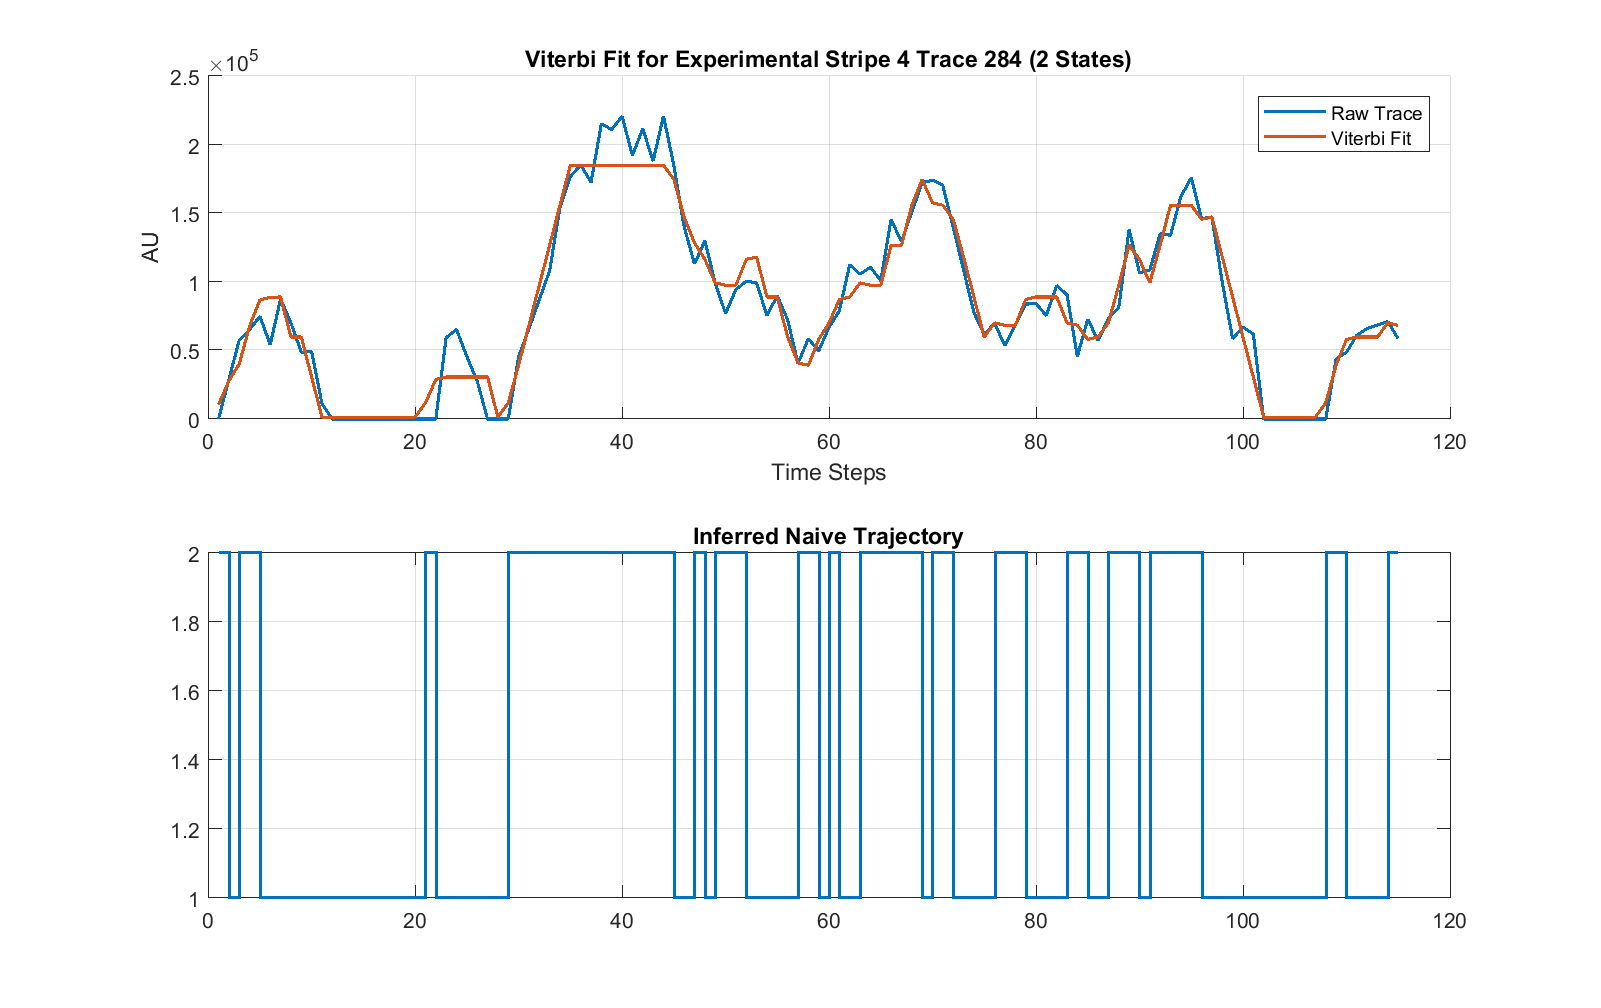 Viterbi Fit for Experimental Stripe 4 Trace 284 (2 States)
×10^5
2.5
2
1.5
1
0.5
0
AU
Raw Trace
Viterbi Fit
0 20 40 60 80 100 120
Time Steps
Inferred Naive Trajectory
2
1.8
1.6
1.4
1.2
1
0 20 40 60 80 100 120